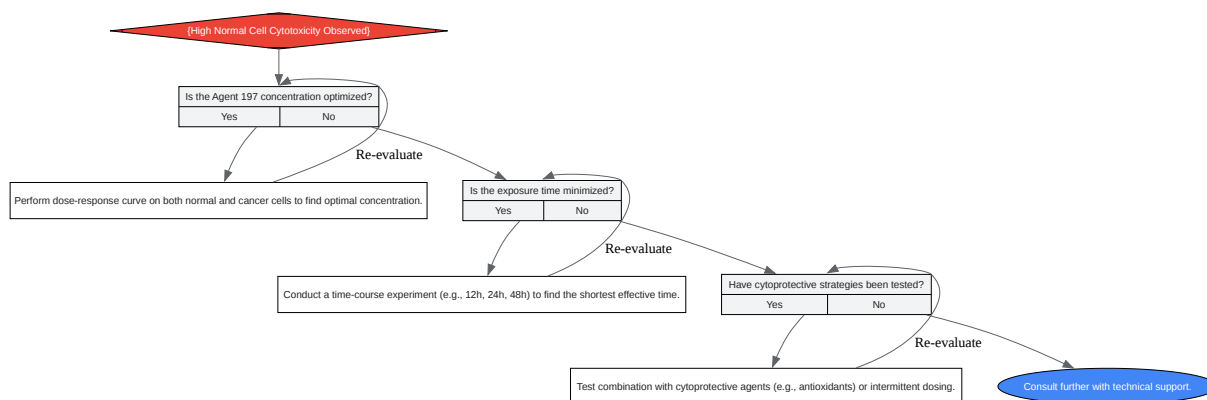 {High Normal Cell Cytotoxicity Observed}
Is the Agent 197 concentration optimized?
Yes
No
Re-evaluate
Perform dose-response curve on both normal and cancer cells to find optimal concentration.
Is the exposure time minimized?
Yes
No
Re-evaluate
Conduct a time-course experiment (e.g., 12h, 24h, 48h) to find the shortest effective time.
Have cytoprotective strategies been tested?
Yes
No
Re-evaluate
Test combination with cytoprotective agents (e.g., antioxidants) or intermittent dosing.
Consult further with technical support.